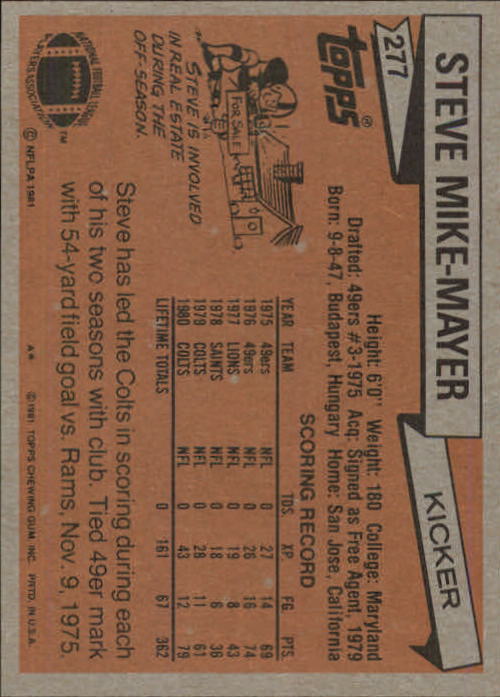 277
STEVE MIKE-MAYER
KICKER
topps®
Height: 6'0" Weight: 180 College: Maryland
Drafted: 49ers #3-1975 Acq: Signed as Free Agent, 1979
Born: 9-8-47, Budapest, Hungary Home: San Jose, California
FOR SALE
STEVE IS INVOLVED
IN REAL ESTATE
DURING THE
OFF-SEASON.
SCORING RECORD
YEAR TEAM TDS. XP FG PTS.
1975 49ers NFL 0 27 14 69
1976 49ers NFL 0 26 16 74
1977 LIONS NFL 0 19 8 43
1978 SAINTS NFL 0 18 6 36
1979 COLTS NFL 0 28 11 61
1980 COLTS NFL 0 43 12 79
LIFETIME TOTALS 0 161 67 362
Steve has led the Colts in scoring during each
of his two seasons with club. Tied 49er mark
with 54-yard field goal vs. Rams, Nov. 9, 1975.
NATIONAL FOOTBALL LEAGUE
PLAYERS ASSOCIATION
TM
© NFLPA 1981
A* © 1981 TOPPS CHEWING GUM, INC. PRTD. IN U.S.A.